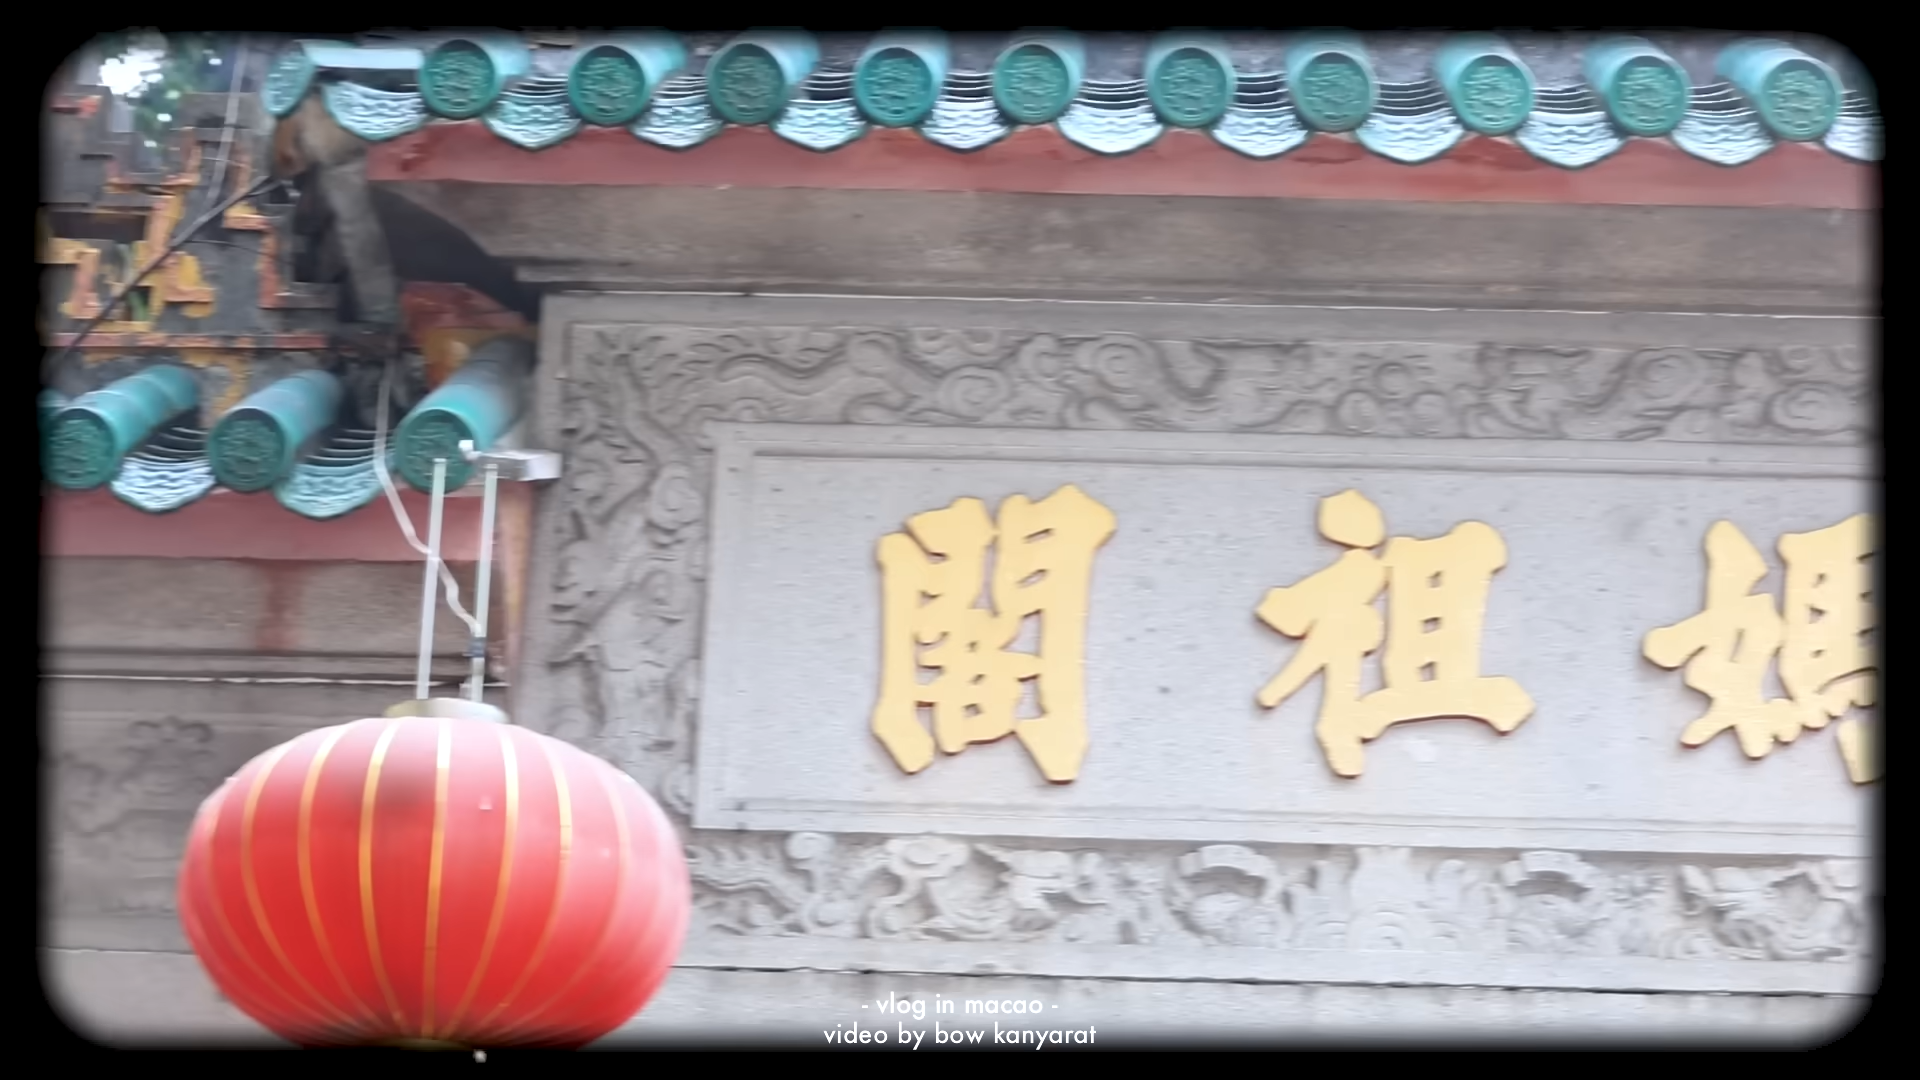 閣祖媽
- vlog in macao -
video by bow kanyarat